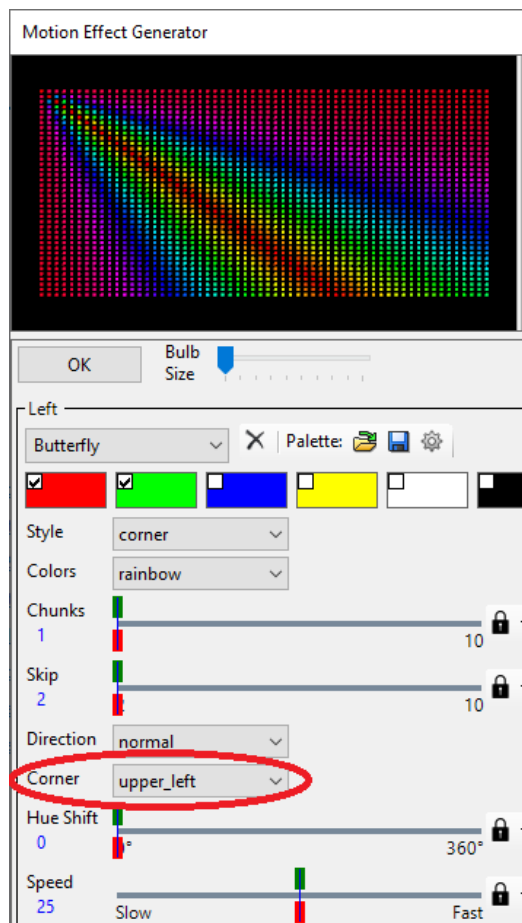 Motion Effect Generator
OK
Bulb
Size
Left
Butterfly
Palette:
Style
corner
Colors
rainbow
Chunks
1
10
Skip
2
10
Direction
normal
Corner
upper_left
Hue Shift
0
360°
Speed
25
Slow
Fast